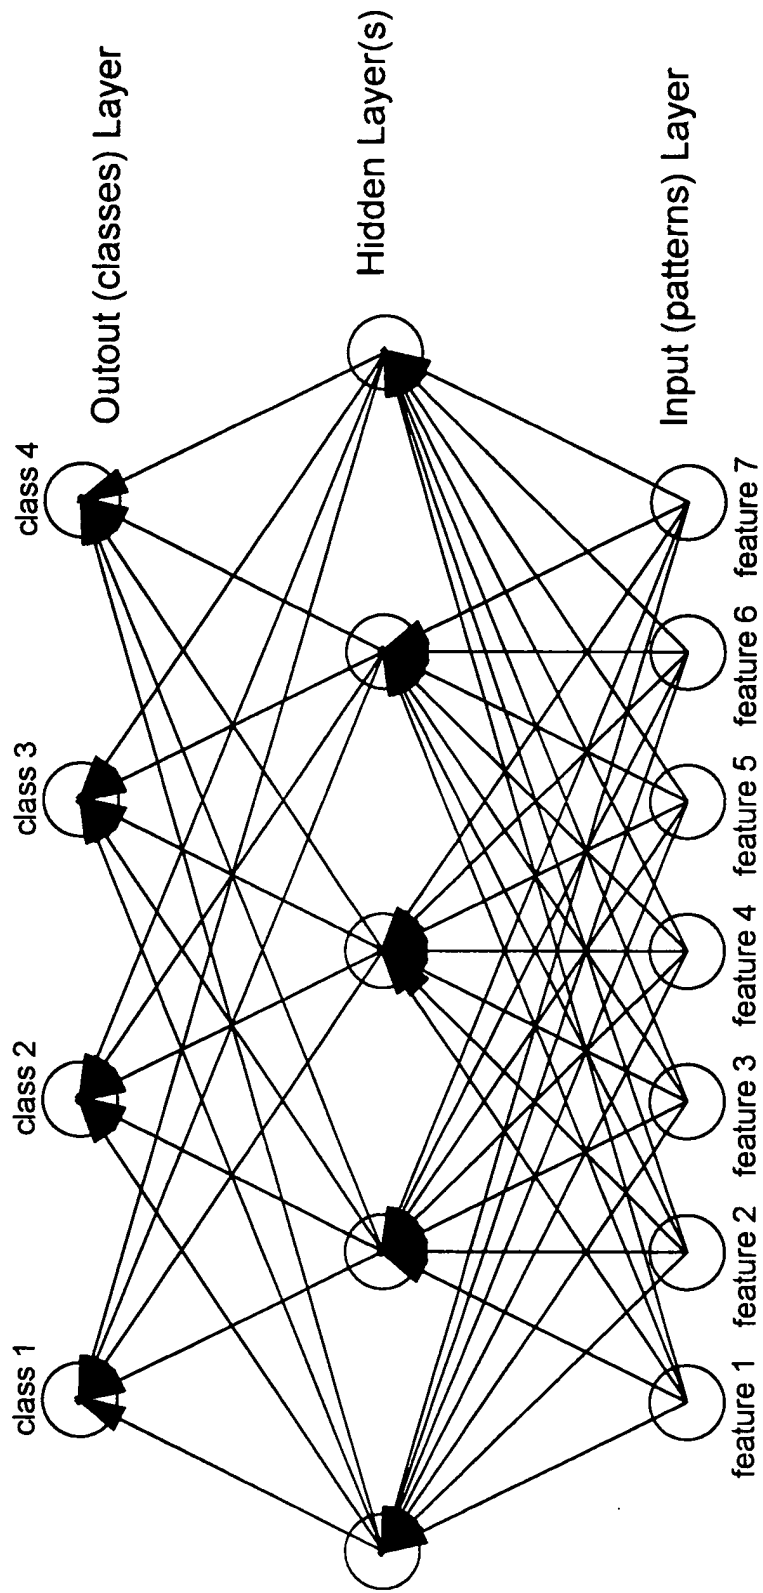 class 1
class 2
class 3
class 4
Outout (classes) Layer
Hidden Layer(s)
Input (patterns) Layer
feature 1
feature 2
feature 3
feature 4
feature 5
feature 6
feature 7